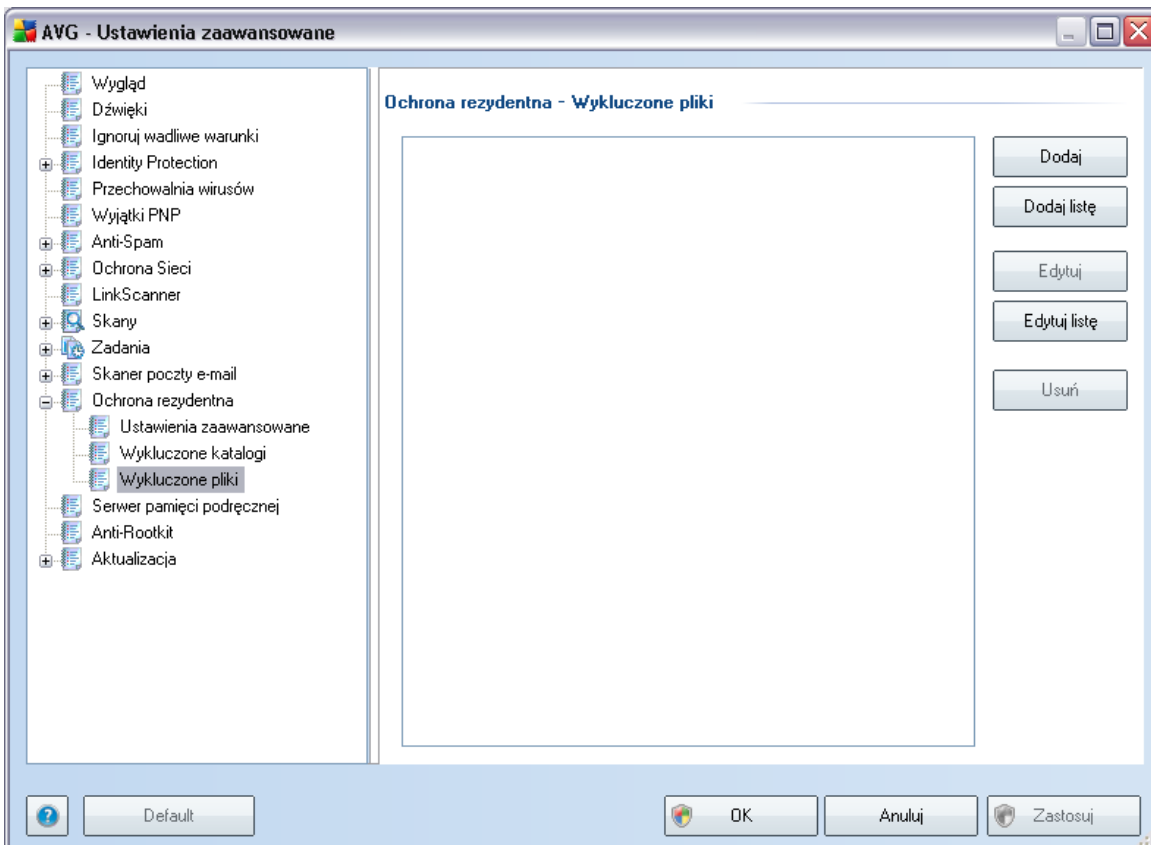 AVG - Ustawienia zaawansowane
Wygląd
Dźwięki
Ignoruj wadliwe warunki
Identity Protection
Przechowalnia wirusów
Wyjątki PNP
Anti-Spam
Ochrona Sieci
LinkScanner
Skany
Zadania
Skaner poczty e-mail
Ochrona rezydentna
Ustawienia zaawansowane
Wykluczone katalogi
Wykluczone pliki
Serwer pamięci podręcznej
Anti-Rootkit
Aktualizacja
Ochrona rezydentna - Wykluczone pliki
Dodaj
Dodaj listę
Edytuj
Edytuj listę
Usuń
Default
OK
Anuluj
Zastosuj